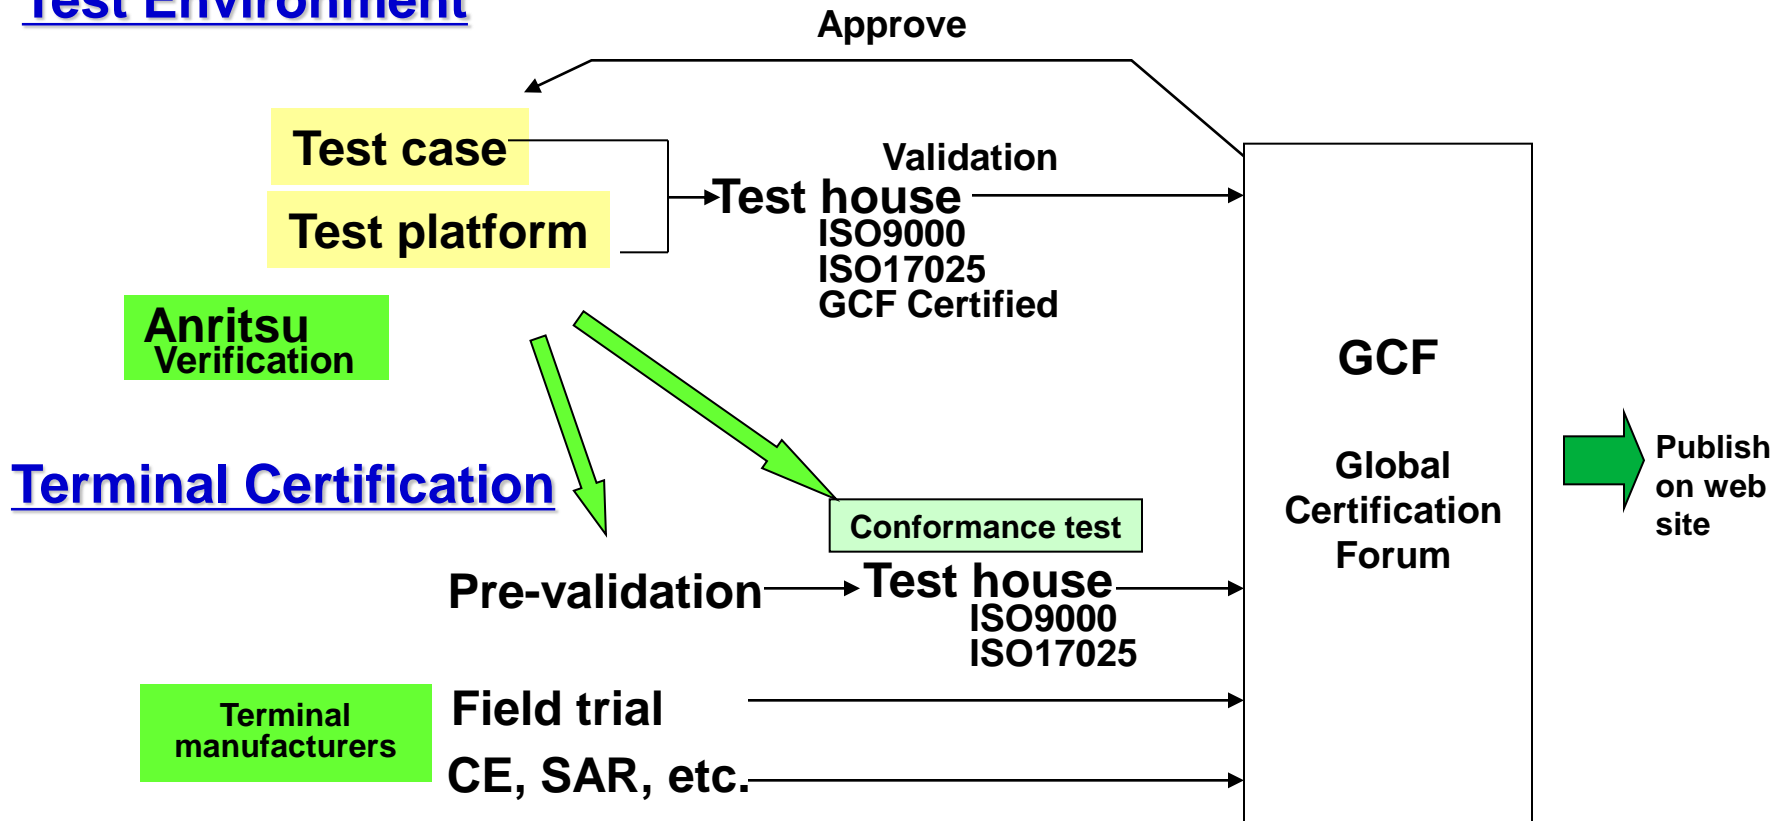 Test Environment
Approve
Test case
Validation
Test house
Test platform
ISO9000
ISO17025
GCF Certified
Anritsu
Verification
GCF
Global
Certification
Forum
Publish
on web
site
Terminal Certification
Conformance test
Pre-validation
Test house
ISO9000
ISO17025
Terminal
manufacturers
Field trial
CE, SAR, etc.